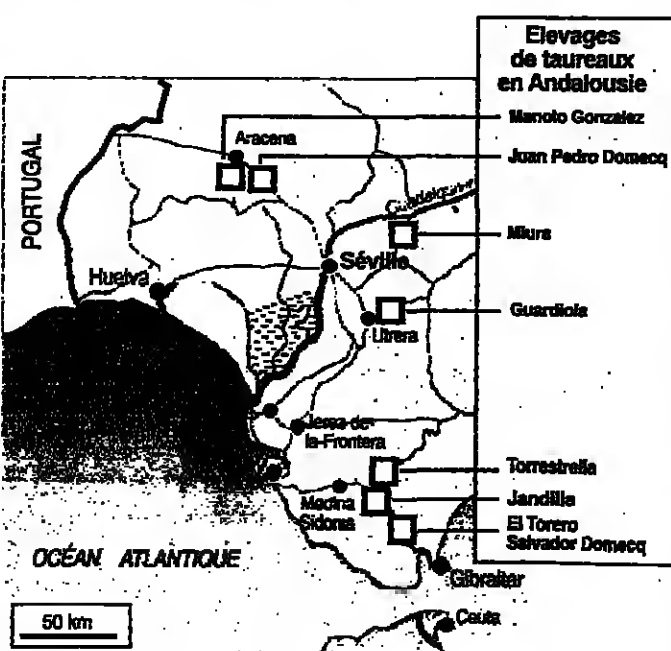 Elevages
de taureaux
en Andalousie
Manolo Gonzalez
Juan Pedro Domecq
Miura
Guardiola
Torrestrella
Jandilla
El Torero
Salvador Domecq
PORTUGAL
Aracena
Guadalquivir
Séville
Huelva
Utrera
Jerez-de-
la-Frontera
Medina
Sidonia
OCÉAN ATLANTIQUE
Gibraltar
Ceuta
50 km